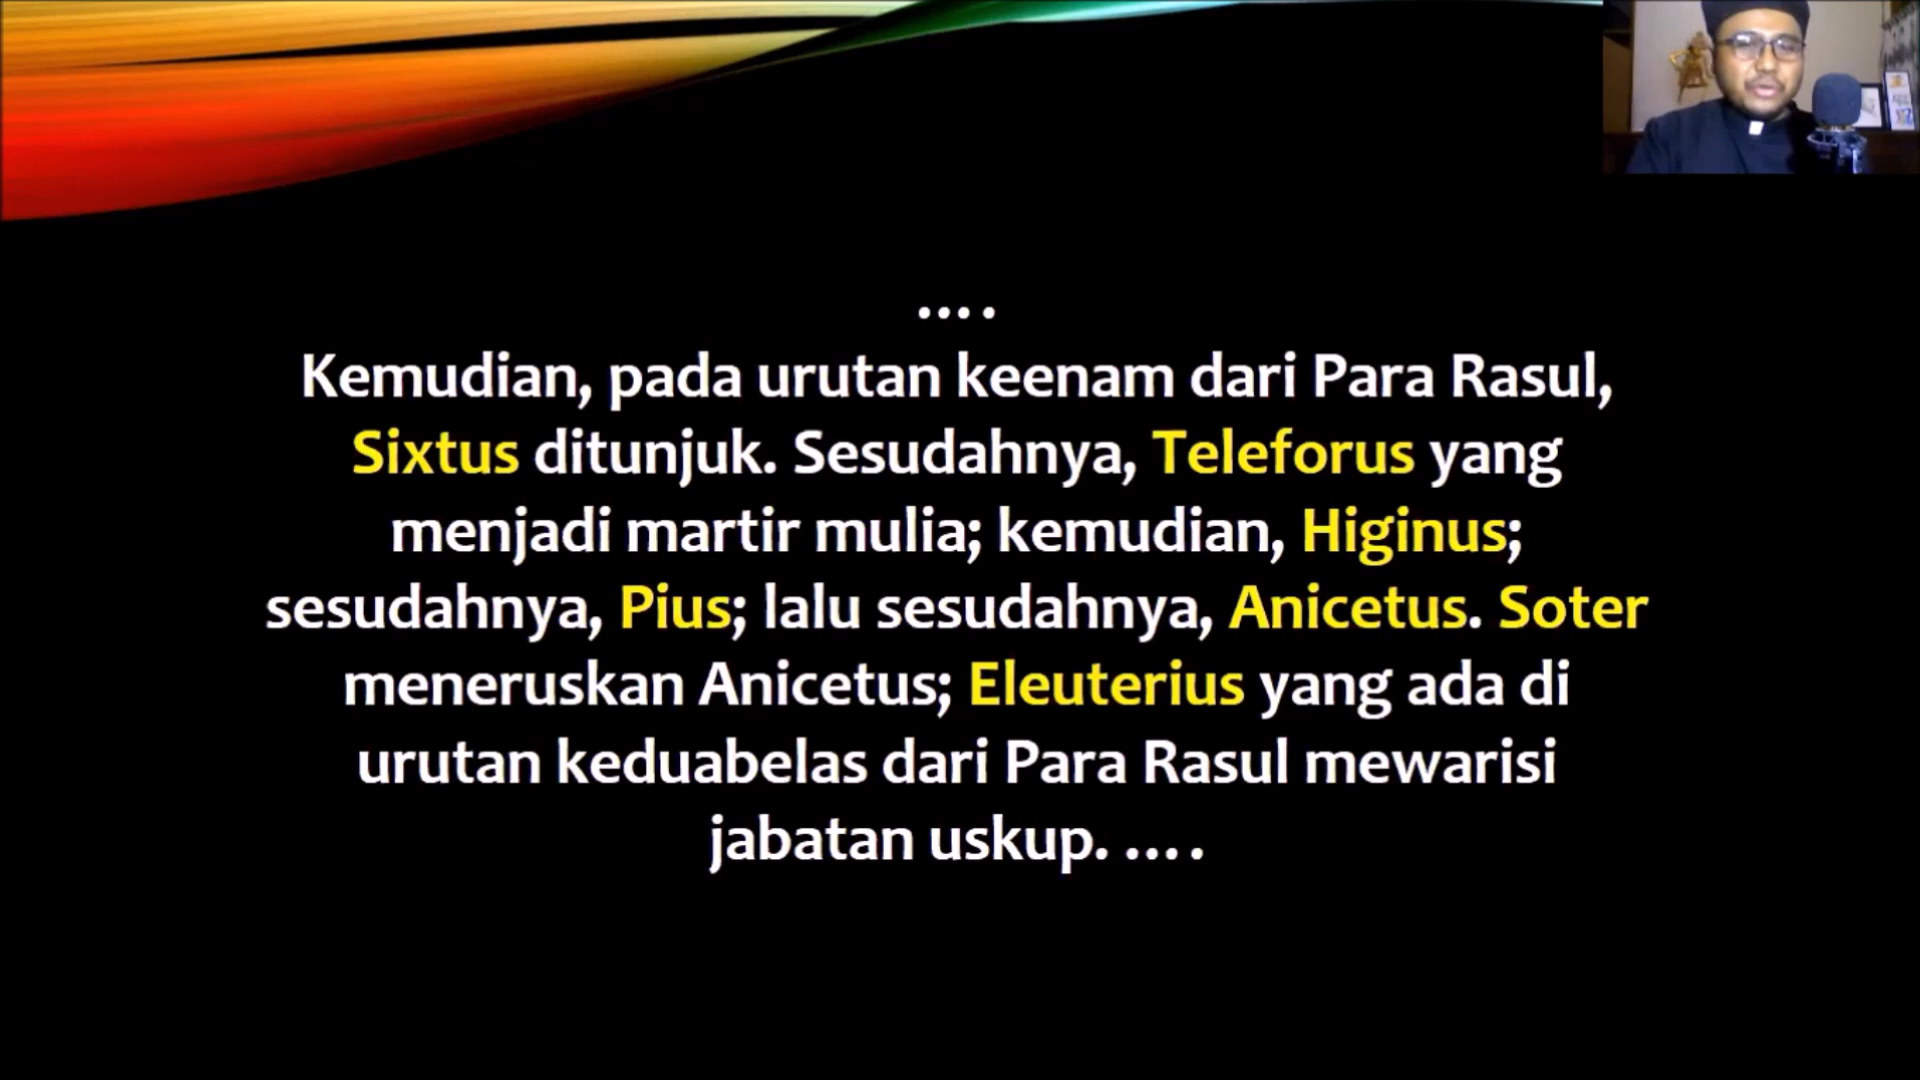 ....
Kemudian, pada urutan keenam dari Para Rasul,
Sixtus ditunjuk. Sesudahnya, Teleforus yang
menjadi martir mulia; kemudian, Higinus;
sesudahnya, Pius; lalu sesudahnya, Anicetus. Soter
meneruskan Anicetus; Eleuterius yang ada di
urutan keduabelas dari Para Rasul mewarisi
jabatan uskup. ....